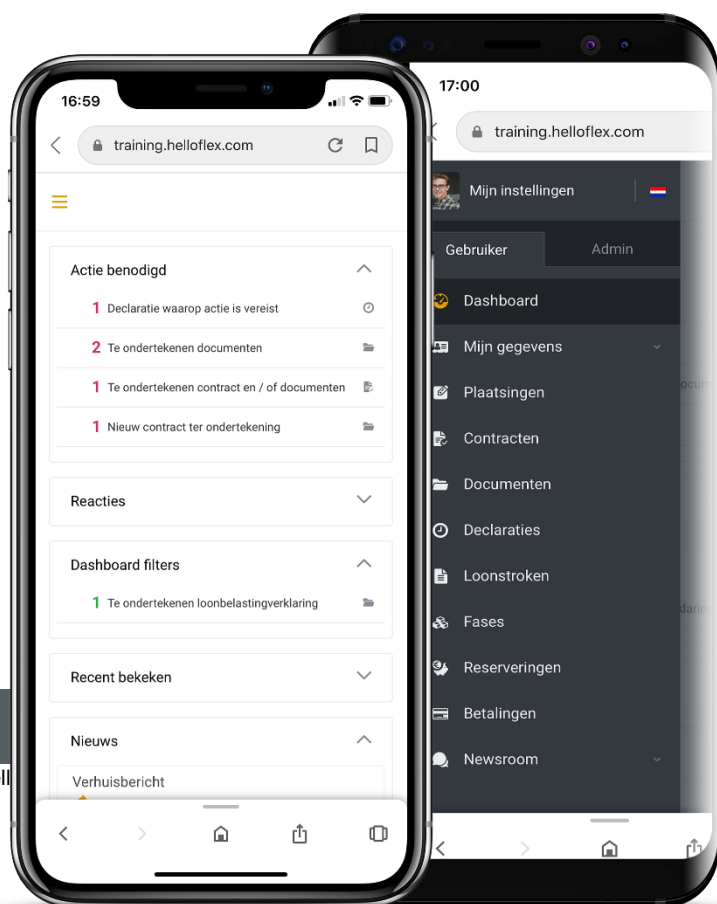 16:59
training.helloflex.com
Actie benodigd
1 Declaratie waarop actie is vereist
2 Te ondertekenen documenten
1 Te ondertekenen contract en / of documenten
1 Nieuw contract ter ondertekening
Reacties
Dashboard filters
1 Te ondertekenen loonbelastingverklaring
Recent bekeken
Nieuws
Verhuisbericht
17:00
training.helloflex.com
Mijn instellingen
Gebruiker
Admin
Dashboard
Mijn gegevens
Plaatsingen
Contracten
Documenten
Declaraties
Loonstroken
Fases
Reserveringen
Betalingen
Newsroom